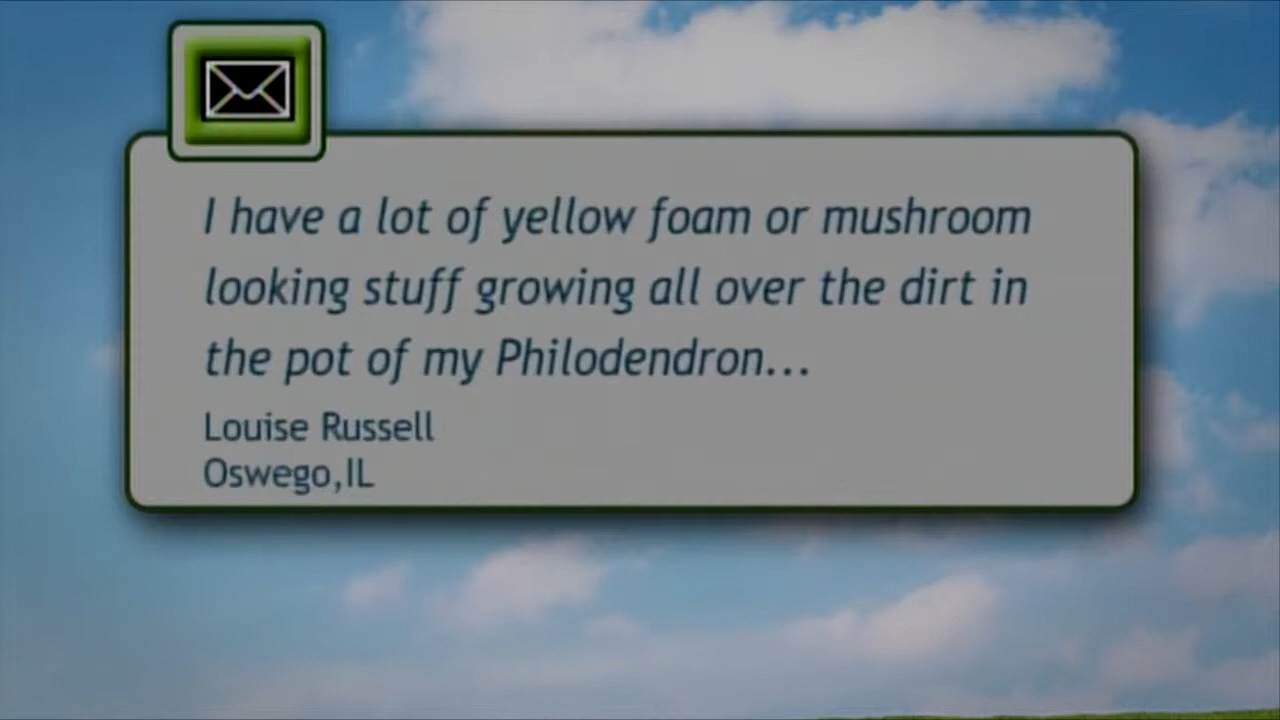 I have a lot of yellow foam or mushroom
looking stuff growing all over the dirt in
the pot of my Philodendron...
Louise Russell
Oswego,IL